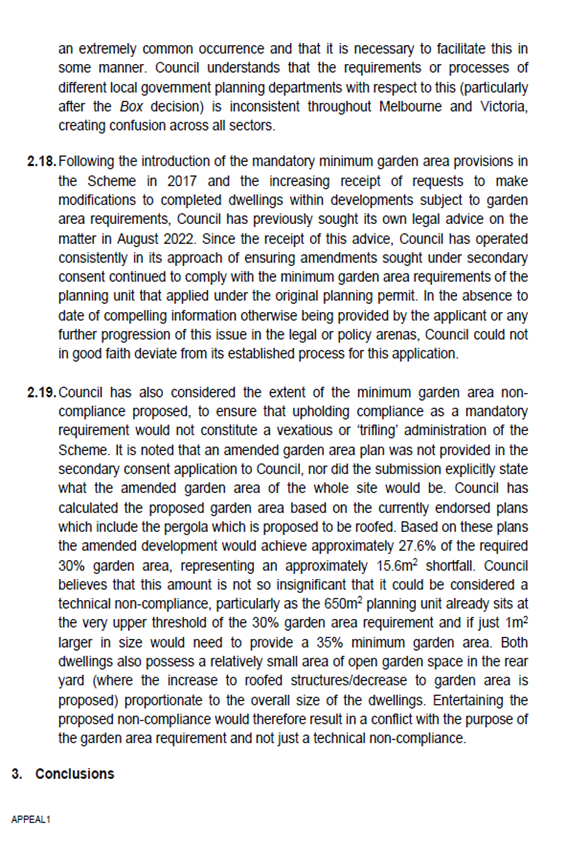 an extremely common occurrence and that it is necessary to facilitate this in
some manner. Council understands that the requirements or processes of
different local government planning departments with respect to this (particularly
after the Box decision) is inconsistent throughout Melbourne and Victoria,
creating confusion across all sectors.
2.18. Following the introduction of the mandatory minimum garden area provisions in
the Scheme in 2017 and the increasing receipt of requests to make
modifications to completed dwellings within developments subject to garden
area requirements, Council has previously sought its own legal advice on the
matter in August 2022. Since the receipt of this advice, Council has operated
consistently in its approach of ensuring amendments sought under secondary
consent continued to comply with the minimum garden area requirements of the
planning unit that applied under the original planning permit. In the absence to
date of compelling information otherwise being provided by the applicant or any
further progression of this issue in the legal or policy arenas, Council could not
in good faith deviate from its established process for this application.
2.19. Council has also considered the extent of the minimum garden area non-
compliance proposed, to ensure that upholding compliance as a mandatory
requirement would not constitute a vexatious or ‘trifling’ administration of the
Scheme. It is noted that an amended garden area plan was not provided in the
secondary consent application to Council, nor did the submission explicitly state
what the amended garden area of the whole site would be. Council has
calculated the proposed garden area based on the currently endorsed plans
which include the pergola which is proposed to be roofed. Based on these plans
the amended development would achieve approximately 27.6% of the required
30% garden area, representing an approximately 15.6m² shortfall. Council
believes that this amount is not so insignificant that it could be considered a
technical non-compliance, particularly as the 650m² planning unit already sits at
the very upper threshold of the 30% garden area requirement and if just 1m²
larger in size would need to provide a 35% minimum garden area. Both
dwellings also possess a relatively small area of open garden space in the rear
yard (where the increase to roofed structures/decrease to garden area is
proposed) proportionate to the overall size of the dwellings. Entertaining the
proposed non-compliance would therefore result in a conflict with the purpose of
the garden area requirement and not just a technical non-compliance.
3. Conclusions
APPEAL1